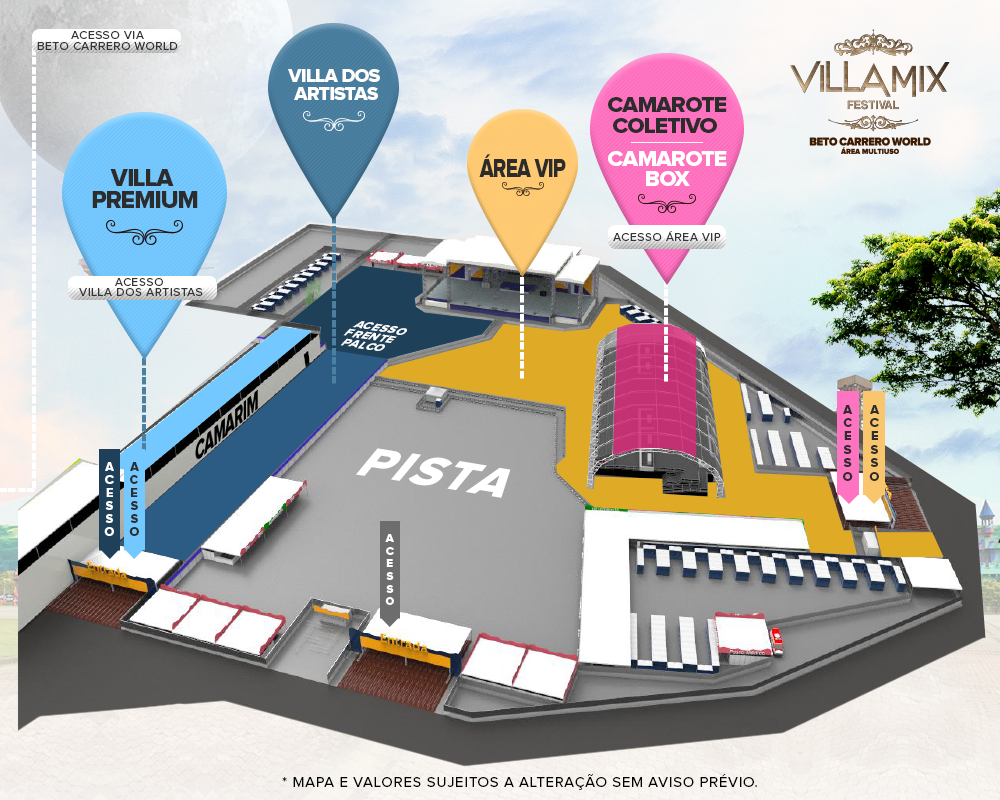 ACESSO VIA
BETO CARRERO WORLD
VILLA DOS
ARTISTAS
VILLAMIX
FESTIVAL
BETO CARRERO WORLD
ÁREA MULTIUSO
CAMAROTE
COLETIVO
CAMAROTE
BOX
ÁREA VIP
VILLA
PREMIUM
ACESSO ÁREA VIP
ACESSO
VILLA DOS ARTISTAS
ACESSO
FRENTE
PALCO
CAMARIM
PISTA
ACESSO
ACESSO
ACESSO
ACESSO
ACESSO
Entrada
Entrada
* MAPA E VALORES SUJEITOS A ALTERAÇÃO SEM AVISO PRÉVIO.